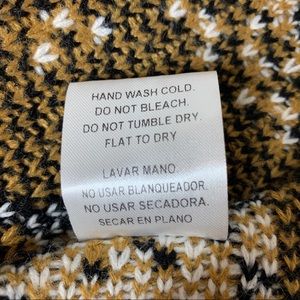 HAND WASH COLD.
DO NOT BLEACH.
DO NOT TUMBLE DRY.
FLAT TO DRY
LAVAR MANO.
NO USAR BLANQUEADOR.
NO USAR SECADORA.
SECAR EN PLANO